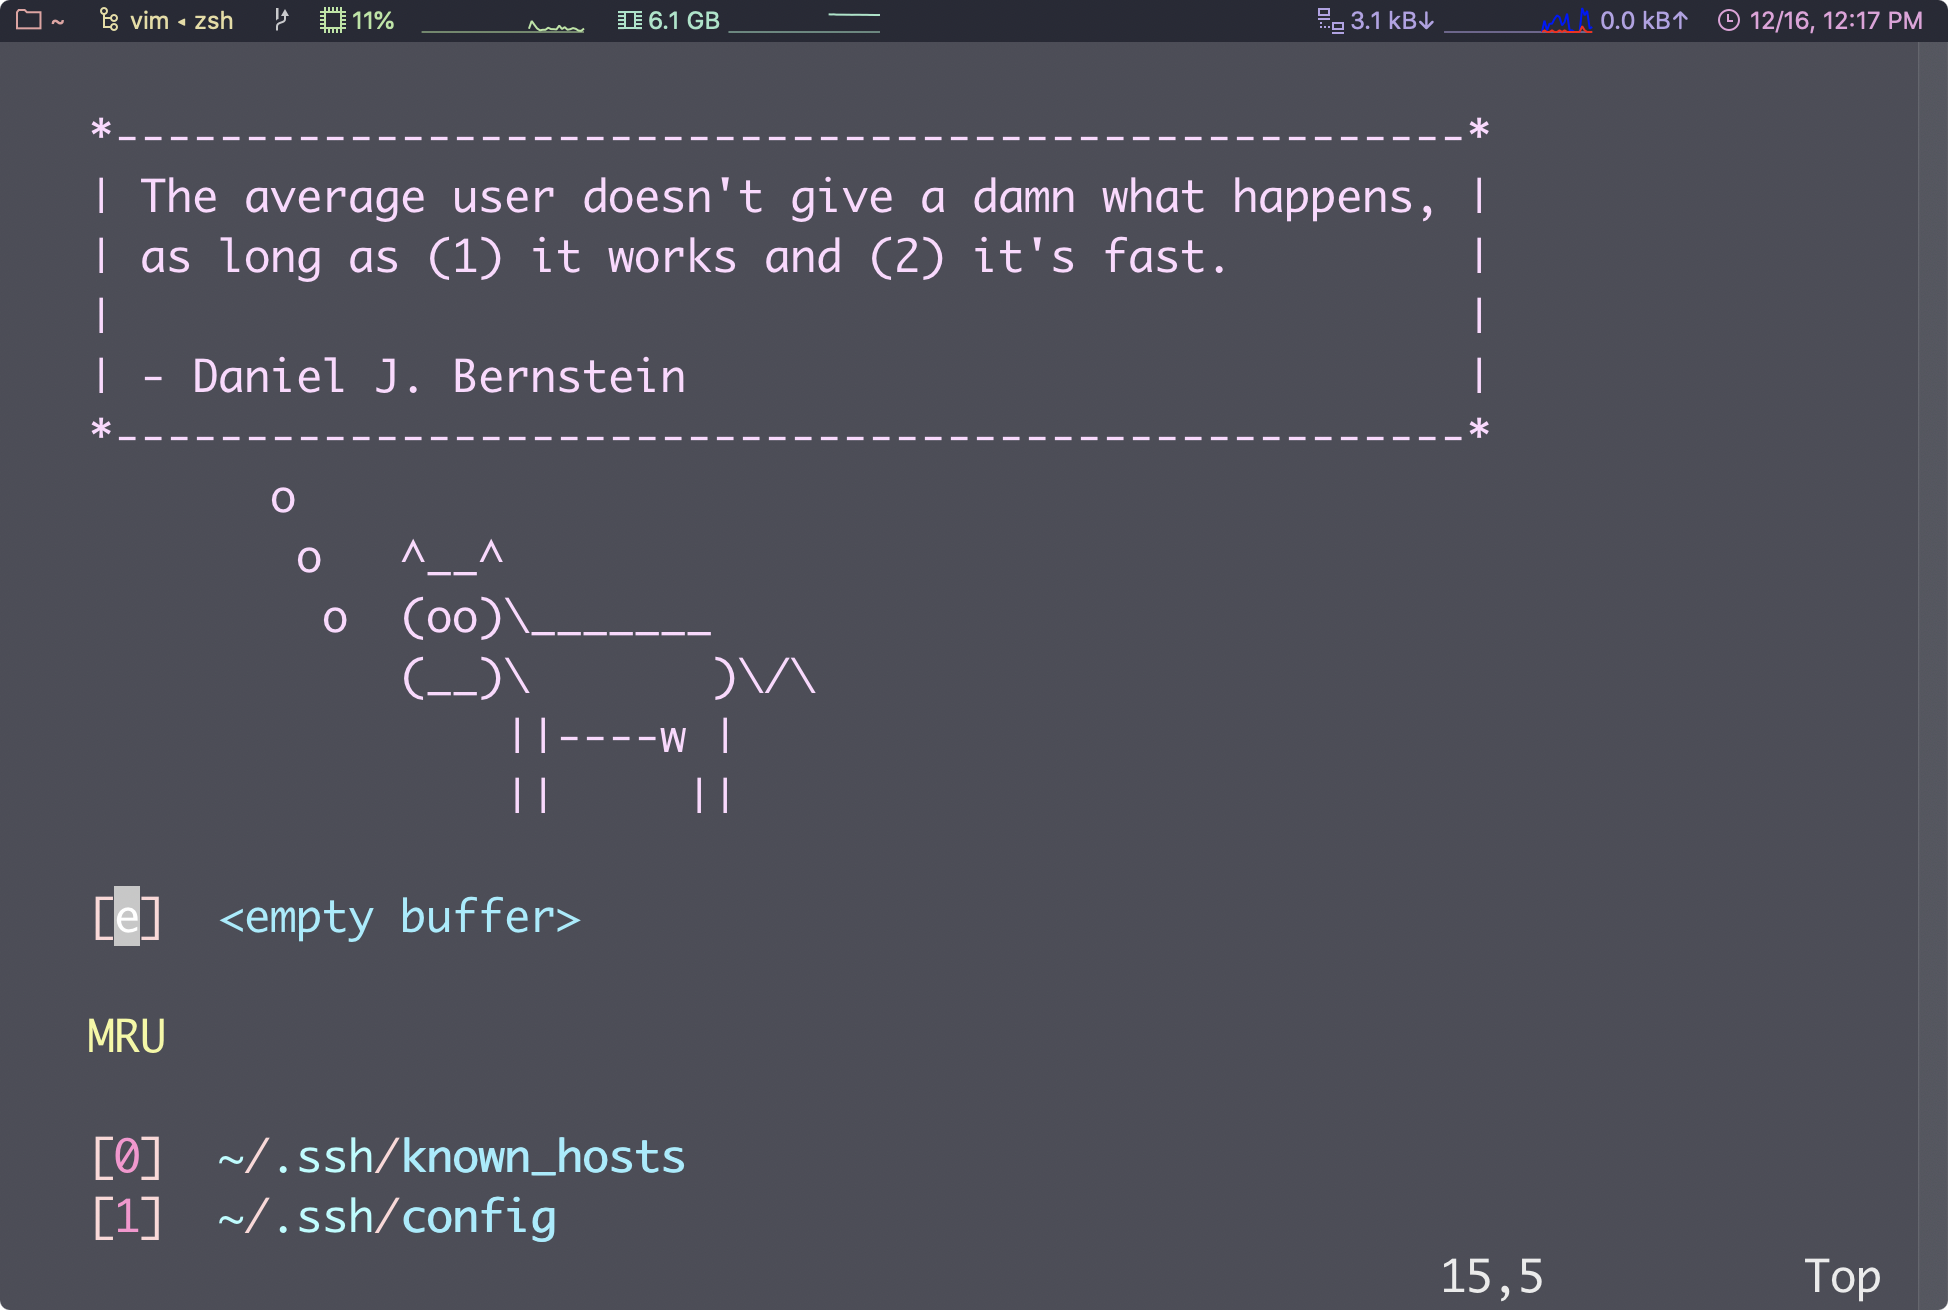 ~ vim ◂ zsh 11% 6.1 GB 3.1 kB↓ 0.0 kB↑ 12/16, 12:17 PM
*----------------------------------------------------*
| The average user doesn't give a damn what happens, |
| as long as (1) it works and (2) it's fast.         |
|                                                    |
| - Daniel J. Bernstein                              |
*----------------------------------------------------*
       o
        o   ^__^
         o  (oo)\_______
            (__)\       )\/\
                ||----w |
                ||     ||
[e]  <empty buffer>
MRU
[0]  ~/.ssh/known_hosts
[1]  ~/.ssh/config
15,5 Top